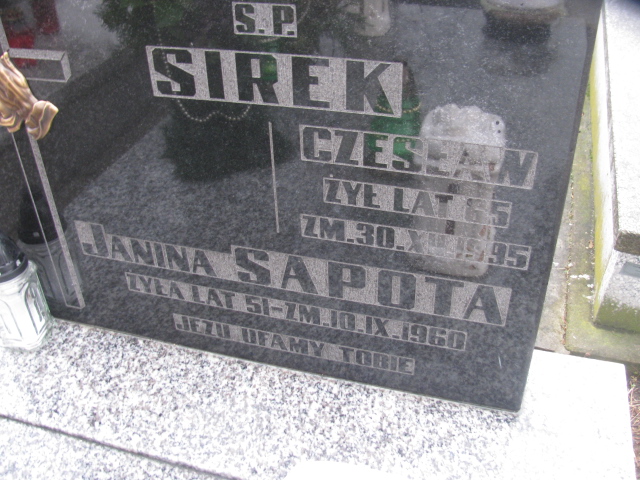 Ś.P.
SIREK
CZESŁAW
ŻYŁ LAT 65
ZM.30.XII.1995
JANINA SAPOTA
ŻYŁA LAT 51-ZM.10.IX.1960
JEZU UFAMY TOBIE